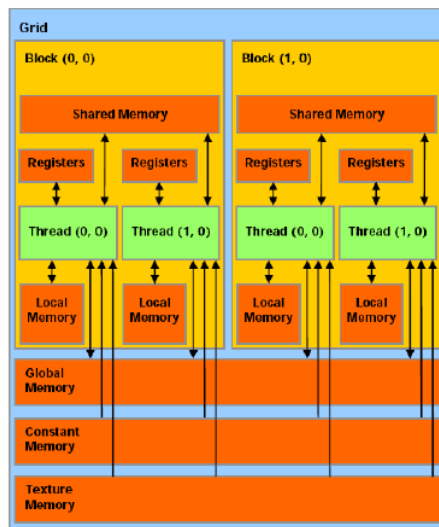 Grid
Block (0, 0)
Block (1, 0)
Shared Memory
Shared Memory
Registers
Registers
Registers
Registers
Thread (0, 0)
Thread (1, 0)
Thread (0, 0)
Thread (1, 0)
Local
Memory
Local
Memory
Local
Memory
Local
Memory
Global
Memory
Constant
Memory
Texture
Memory